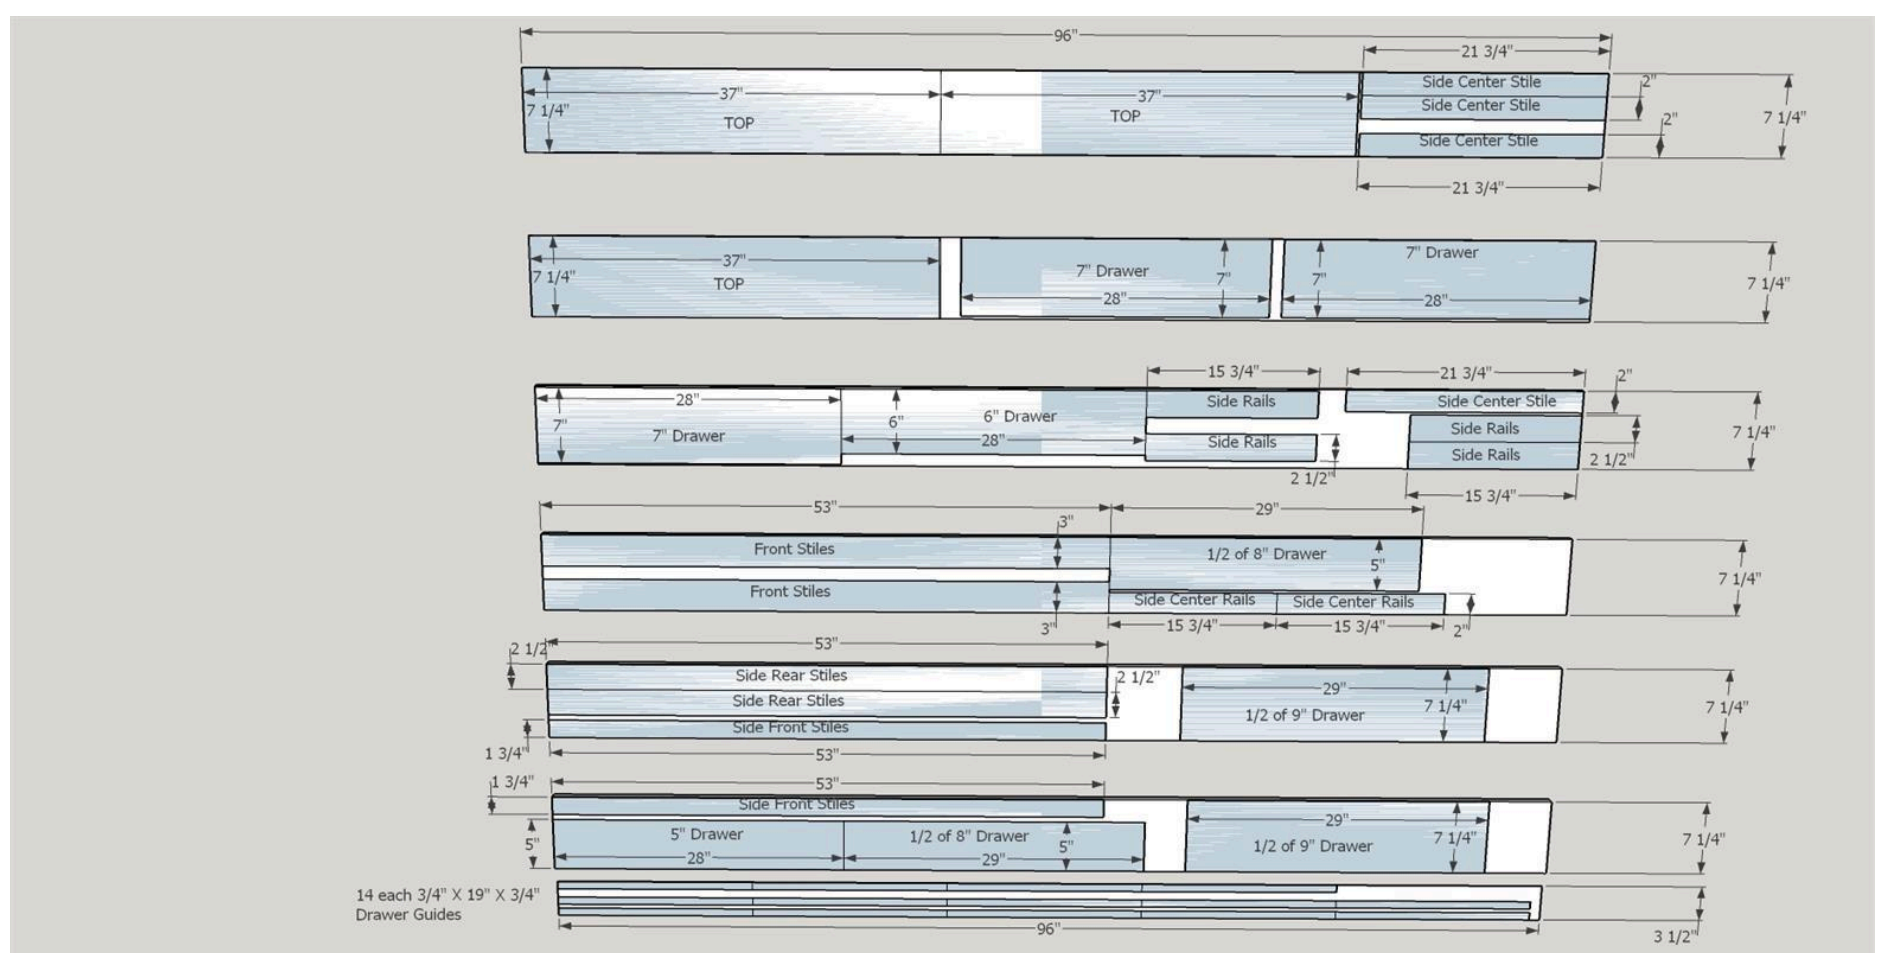 96"
21 3/4"
Side Center Stile
2"
37"
37"
7 1/4"
TOP
TOP
Side Center Stile
2"
7 1/4"
Side Center Stile
21 3/4"
37"
7" Drawer
7 1/4"
TOP
7" Drawer
7"
7"
28"
28"
7 1/4"
15 3/4"
21 3/4"
2"
28"
Side Rails
Side Center Stile
7"
7" Drawer
6"
6" Drawer
28"
Side Rails
Side Rails
Side Rails
7 1/4"
2 1/2"
2 1/2"
15 3/4"
53"
29"
3"
Front Stiles
1/2 of 8" Drawer
5"
7 1/4"
Front Stiles
Side Center Rails
Side Center Rails
3"
15 3/4"
15 3/4"
2"
53"
2 1/2"
Side Rear Stiles
2 1/2"
29"
Side Rear Stiles
7 1/4"
1/2 of 9" Drawer
7 1/4"
Side Front Stiles
1 3/4"
53"
53"
1 3/4"
Side Front Stiles
29"
5" Drawer
1/2 of 8" Drawer
5"
5"
7 1/4"
7 1/4"
1/2 of 9" Drawer
28"
29"
14 each 3/4" X 19" X 3/4"
Drawer Guides
96"
3 1/2"